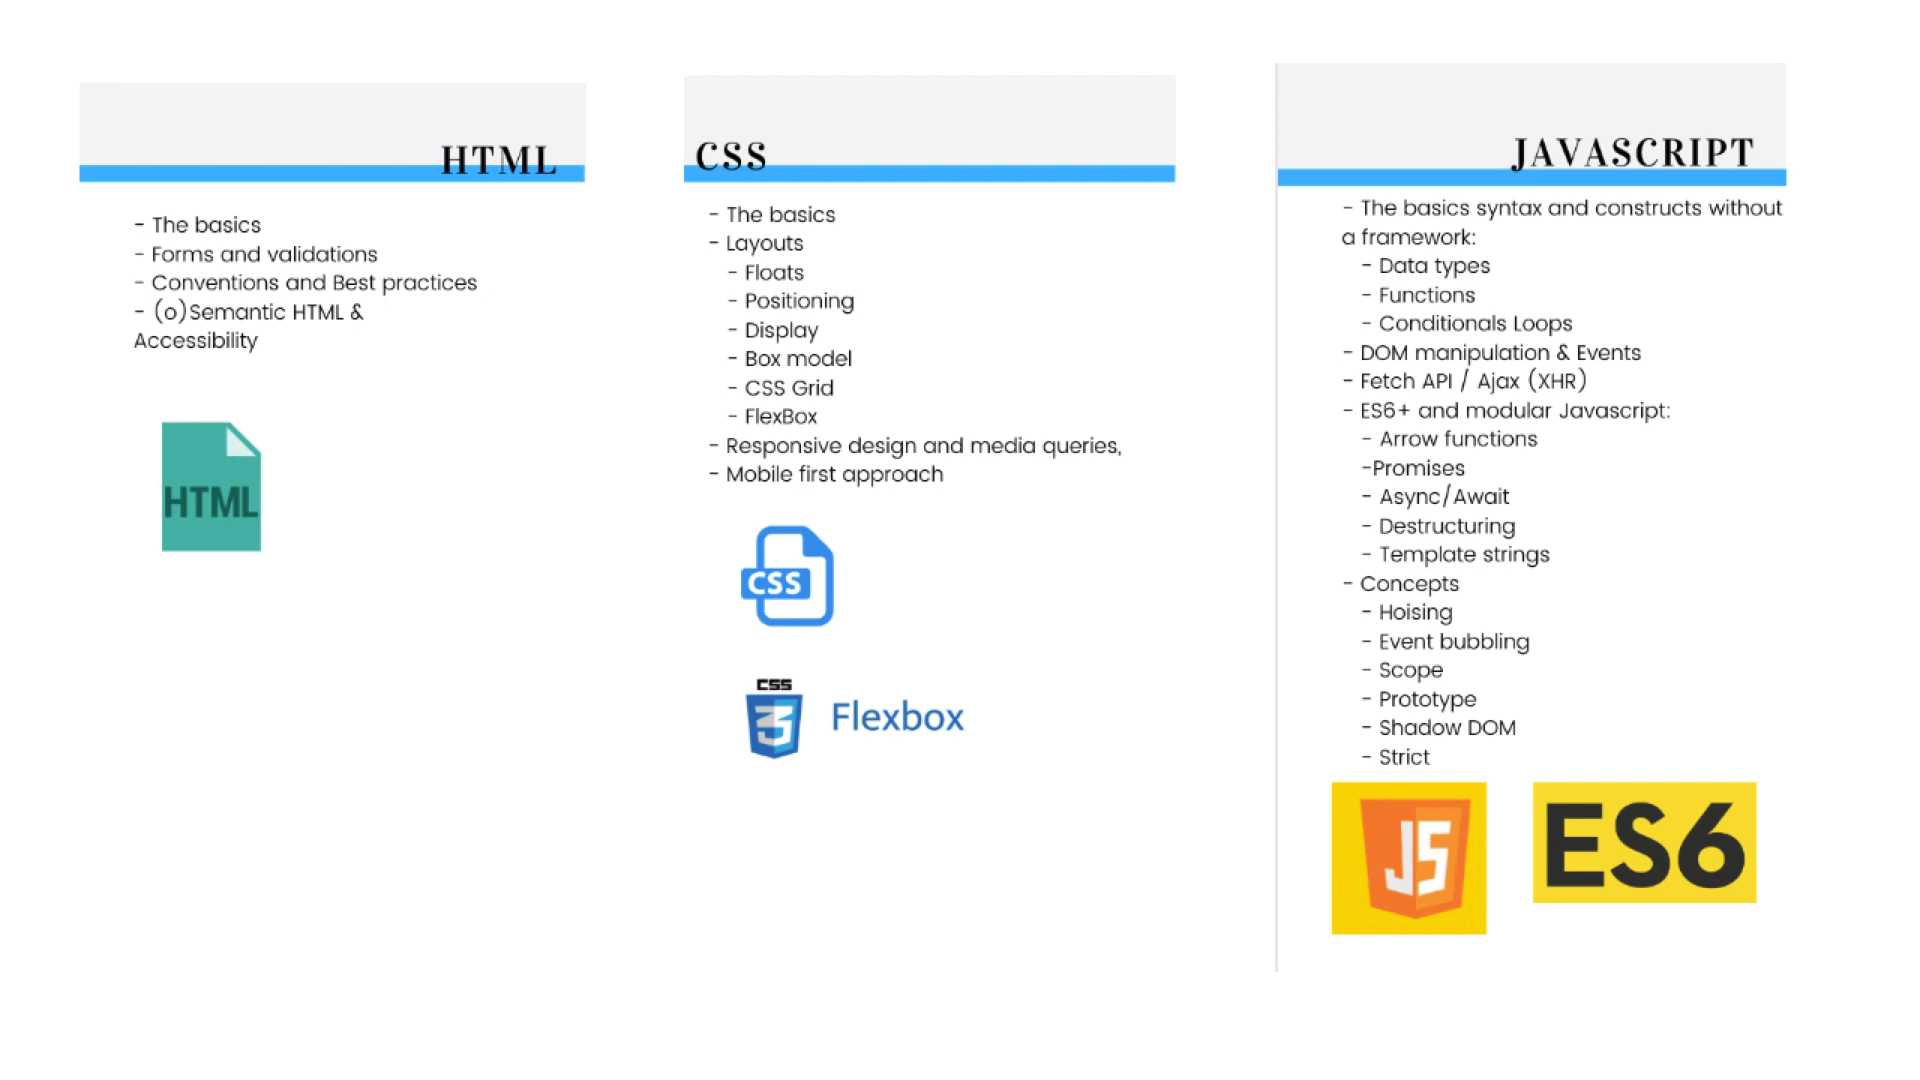 HTML
- The basics
- Forms and validations
- Conventions and Best practices
- (o)Semantic HTML &
Accessibility
HTML
CSS
- The basics
- Layouts
- Floats
- Positioning
- Display
- Box model
- CSS Grid
- FlexBox
- Responsive design and media queries,
- Mobile first approach
CSS
CSS
3
Flexbox
JAVASCRIPT
- The basics syntax and constructs without
a framework:
- Data types
- Functions
- Conditionals Loops
- DOM manipulation & Events
- Fetch API / Ajax (XHR)
- ES6+ and modular Javascript:
- Arrow functions
-Promises
- Async/Await
- Destructuring
- Template strings
- Concepts
- Hoising
- Event bubbling
- Scope
- Prototype
- Shadow DOM
- Strict
JS
ES6